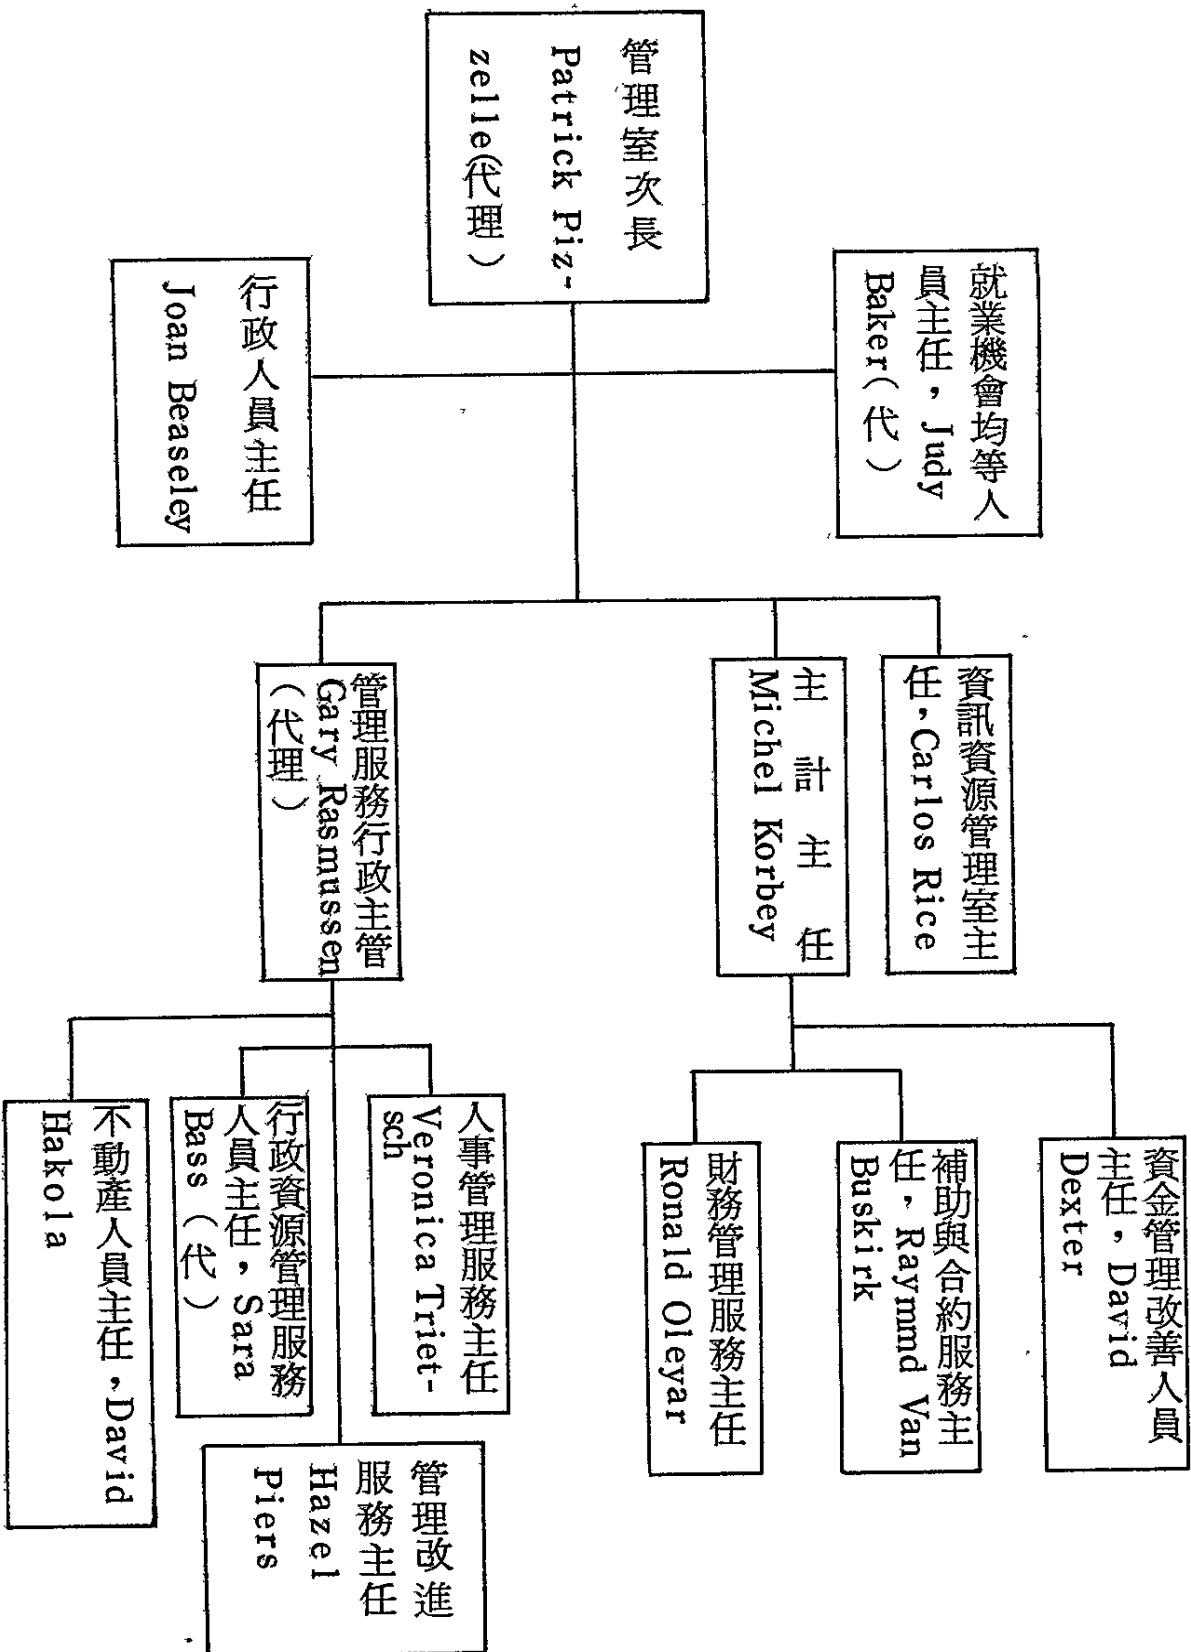 管理室次長
Patrick Piz-
zelle(代理)
就業機會均等人
員主任，Judy
Baker(代)
行政人員主任
Joan Beaseley
資訊資源管理室主
任，Carlos Rice
主計主任
Michel Korbey
管理服務行政主管
Gary Rasmussen
(代理)
資金管理改善人員
主任，David
Dexter
補助與合約服務主
任，Raymmd Van
Buskirk
財務管理服務主任
Ronald Oleyar
人事管理服務主任
Veronica Triet-
sch
行政資源管理服務
人員主任，Sara
Bass(代)
不動產人員主任，David
Hakola
管理改進
服務主任
Hazel
Piers